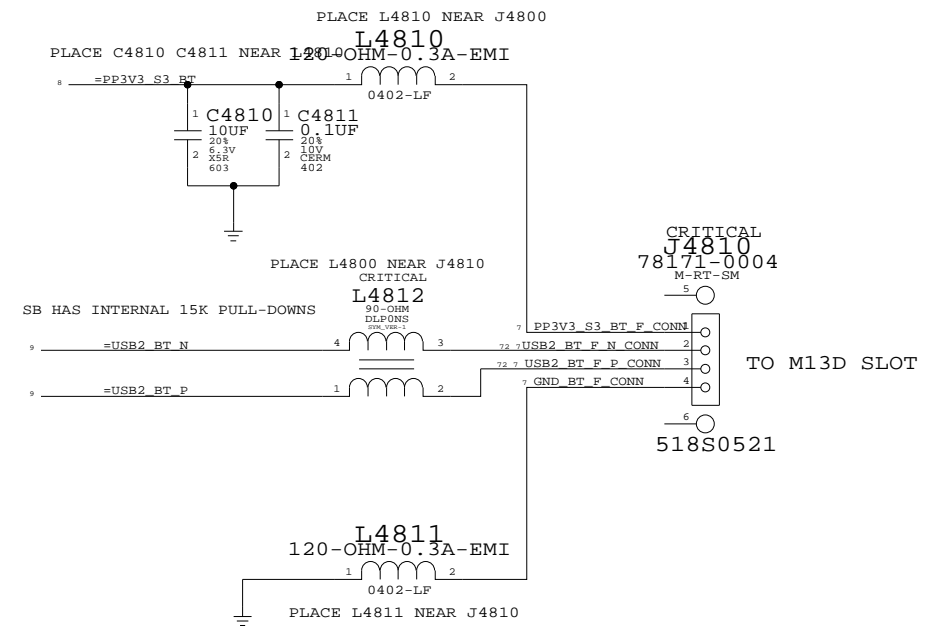 PLACE L4810 NEAR J4800
L4810
PLACE C4810 C4811 NEAR L4810
120-OHM-0.3A-EMI
8 =PP3V3_S3_BT
1 2
0402-LF
1 C4810
10UF
20%
6.3V
2 X5R
603
1 C4811
0.1UF
20%
10V
2 CERM
402
CRITICAL
J4810
78171-0004
M-RT-SM
5
PLACE L4800 NEAR J4810
CRITICAL
L4812
90-OHM
DLP0NS
SYM_VER-1
SB HAS INTERNAL 15K PULL-DOWNS
9 =USB2_BT_N 4 3
9 =USB2_BT_P 1 2
7 PP3V3_S3_BT_F_CONN 1
72 7 USB2_BT_F_N_CONN 2
72 7 USB2_BT_F_P_CONN 3
7 GND_BT_F_CONN 4
TO M13D SLOT
6
518S0521
L4811
120-OHM-0.3A-EMI
1 2
0402-LF
PLACE L4811 NEAR J4810